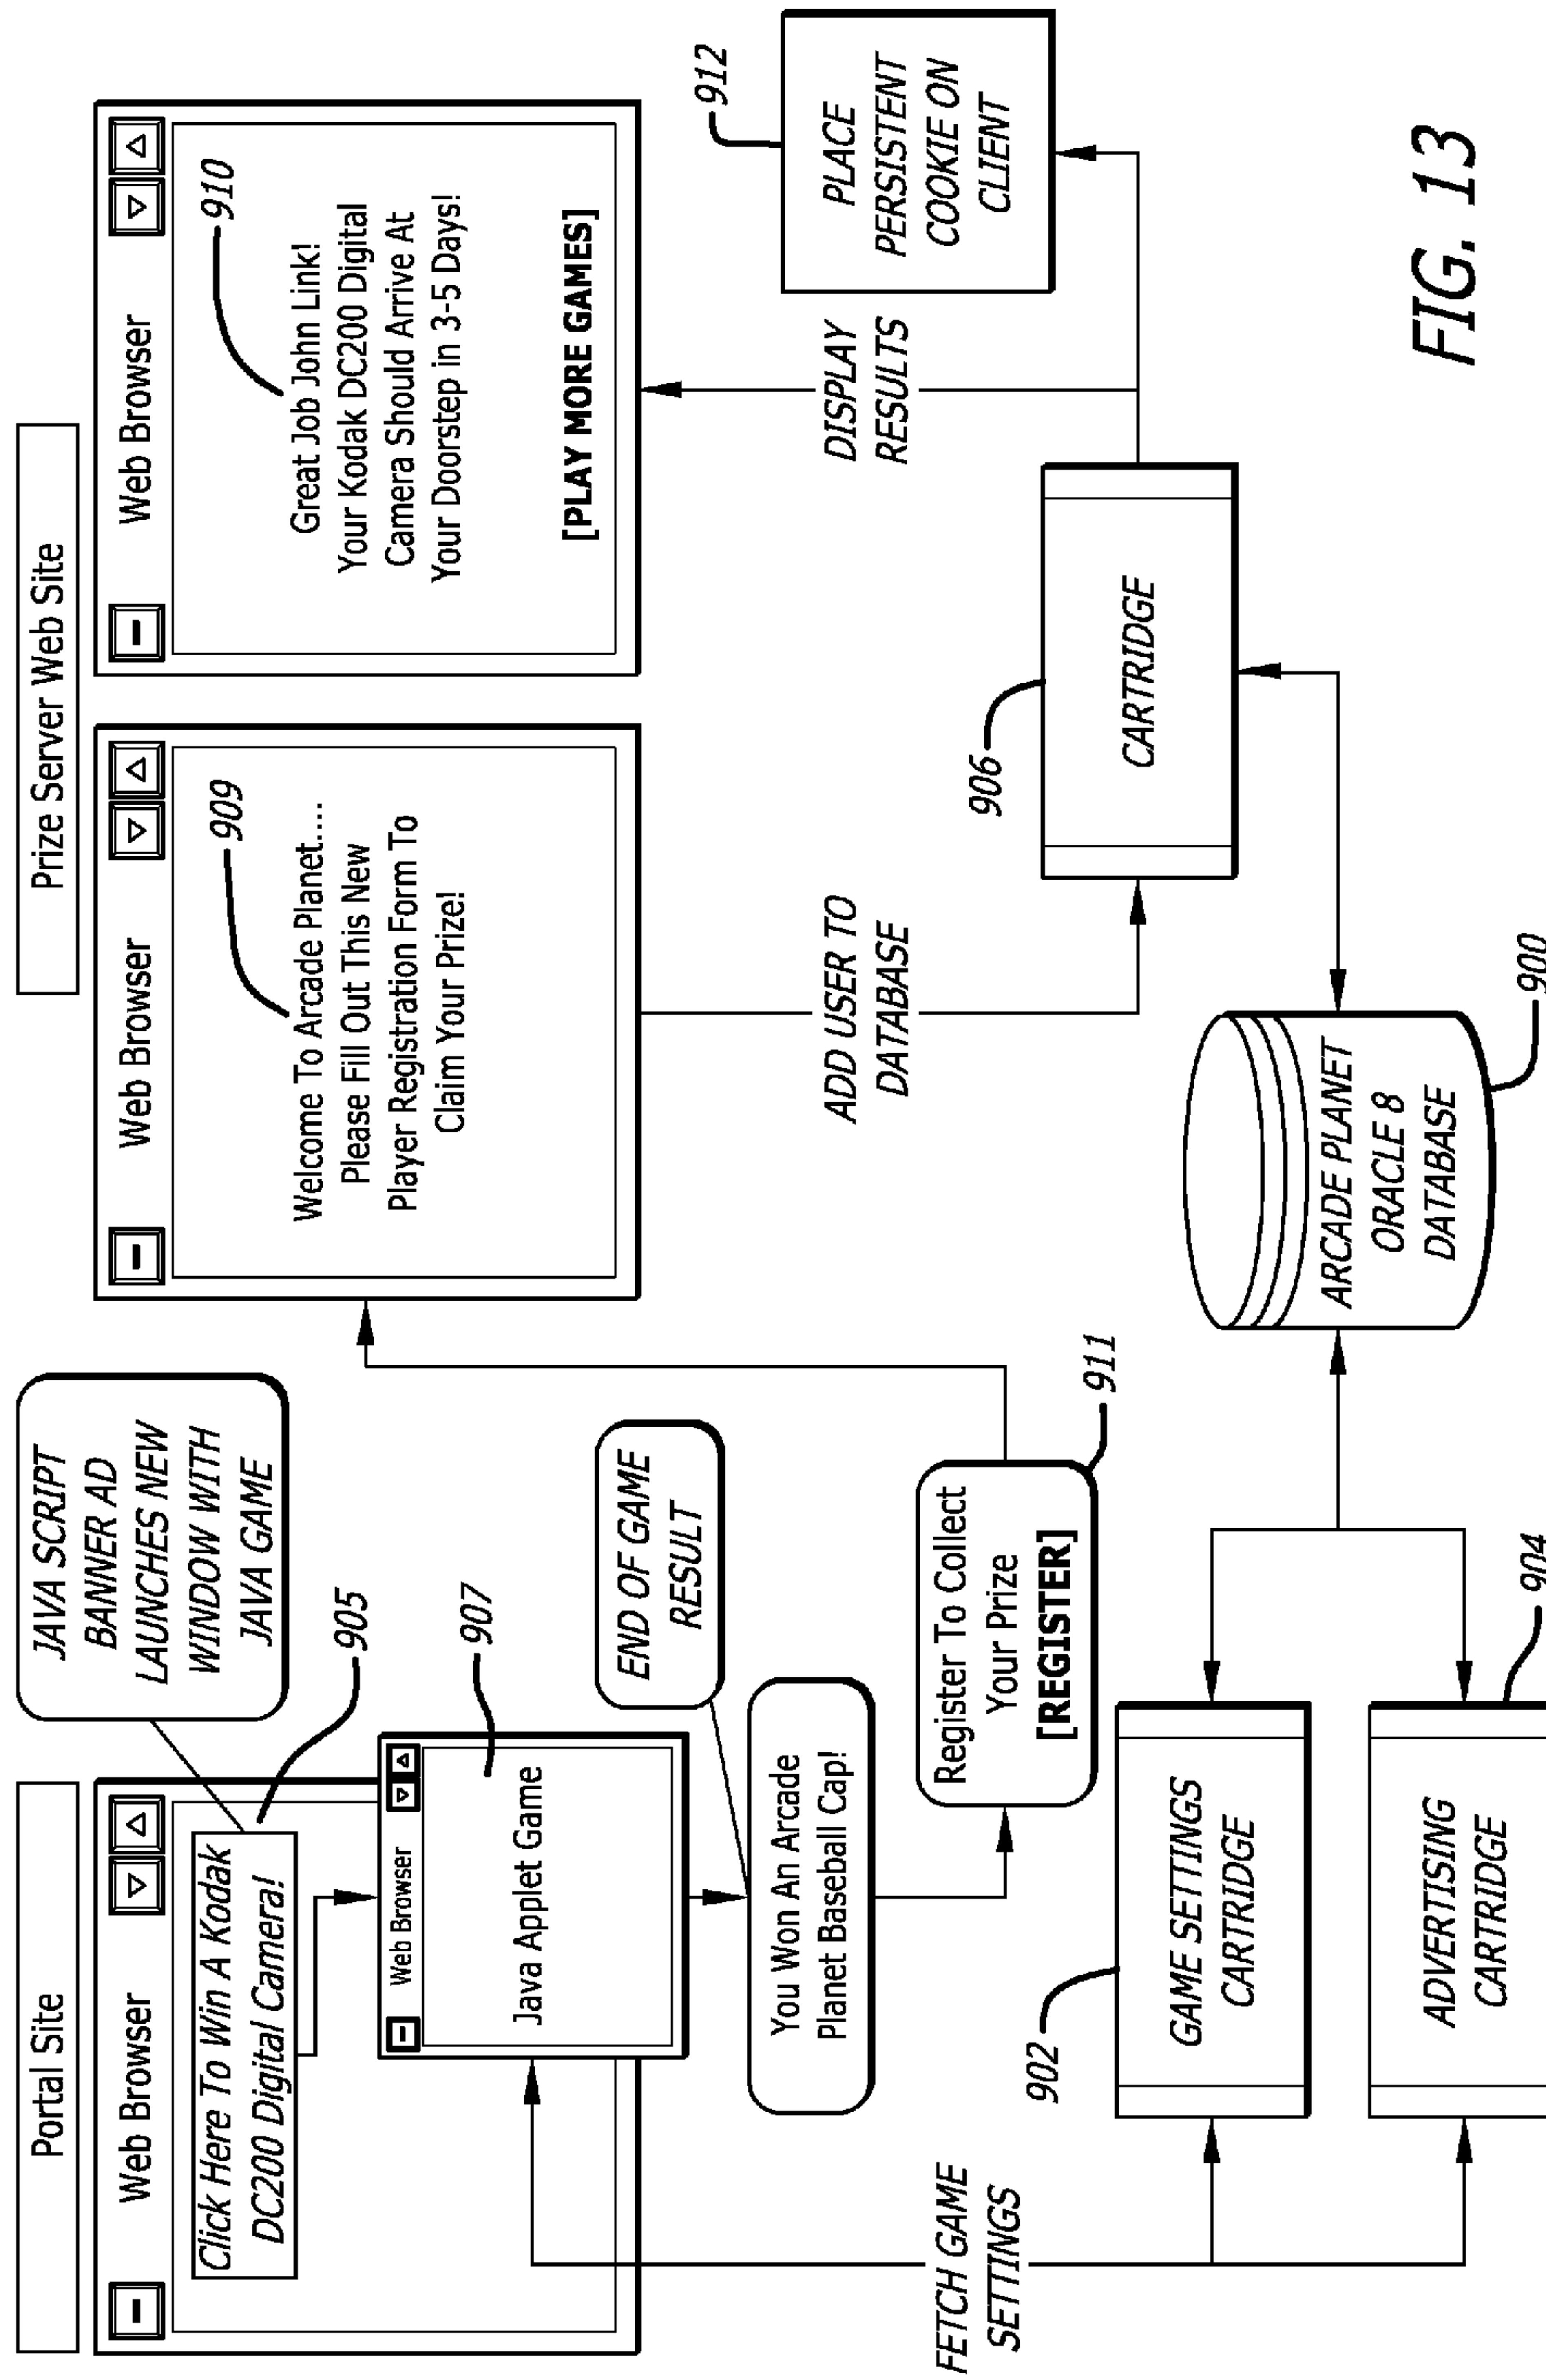 Portal Site
Web Browser
Click Here To Win A Kodak
DC200 Digital Camera!
JAVA SCRIPT
BANNER AD
LAUNCHES NEW
WINDOW WITH
JAVA GAME
905
Web Browser
Java Applet Game
907
END OF GAME
RESULT
You Won An Arcade
Planet Baseball Cap!
Register To Collect
Your Prize
[REGISTER]
911
FETCH GAME
SETTINGS
902
GAME SETTINGS
CARTRIDGE
ADVERTISING
CARTRIDGE
904
Prize Server Web Site
Web Browser
909
Welcome To Arcade Planet....
Please Fill Out This New
Player Registration Form To
Claim Your Prize!
Web Browser
910
Great Job John Link!
Your Kodak DC200 Digital
Camera Should Arrive At
Your Doorstep in 3-5 Days!
[PLAY MORE GAMES]
ADD USER TO
DATABASE
DISPLAY
RESULTS
912
PLACE
PERSISTENT
COOKIE ON
CLIENT
906
CARTRIDGE
ARCADE PLANET
ORACLE 8
DATABASE
900
FIG. 13